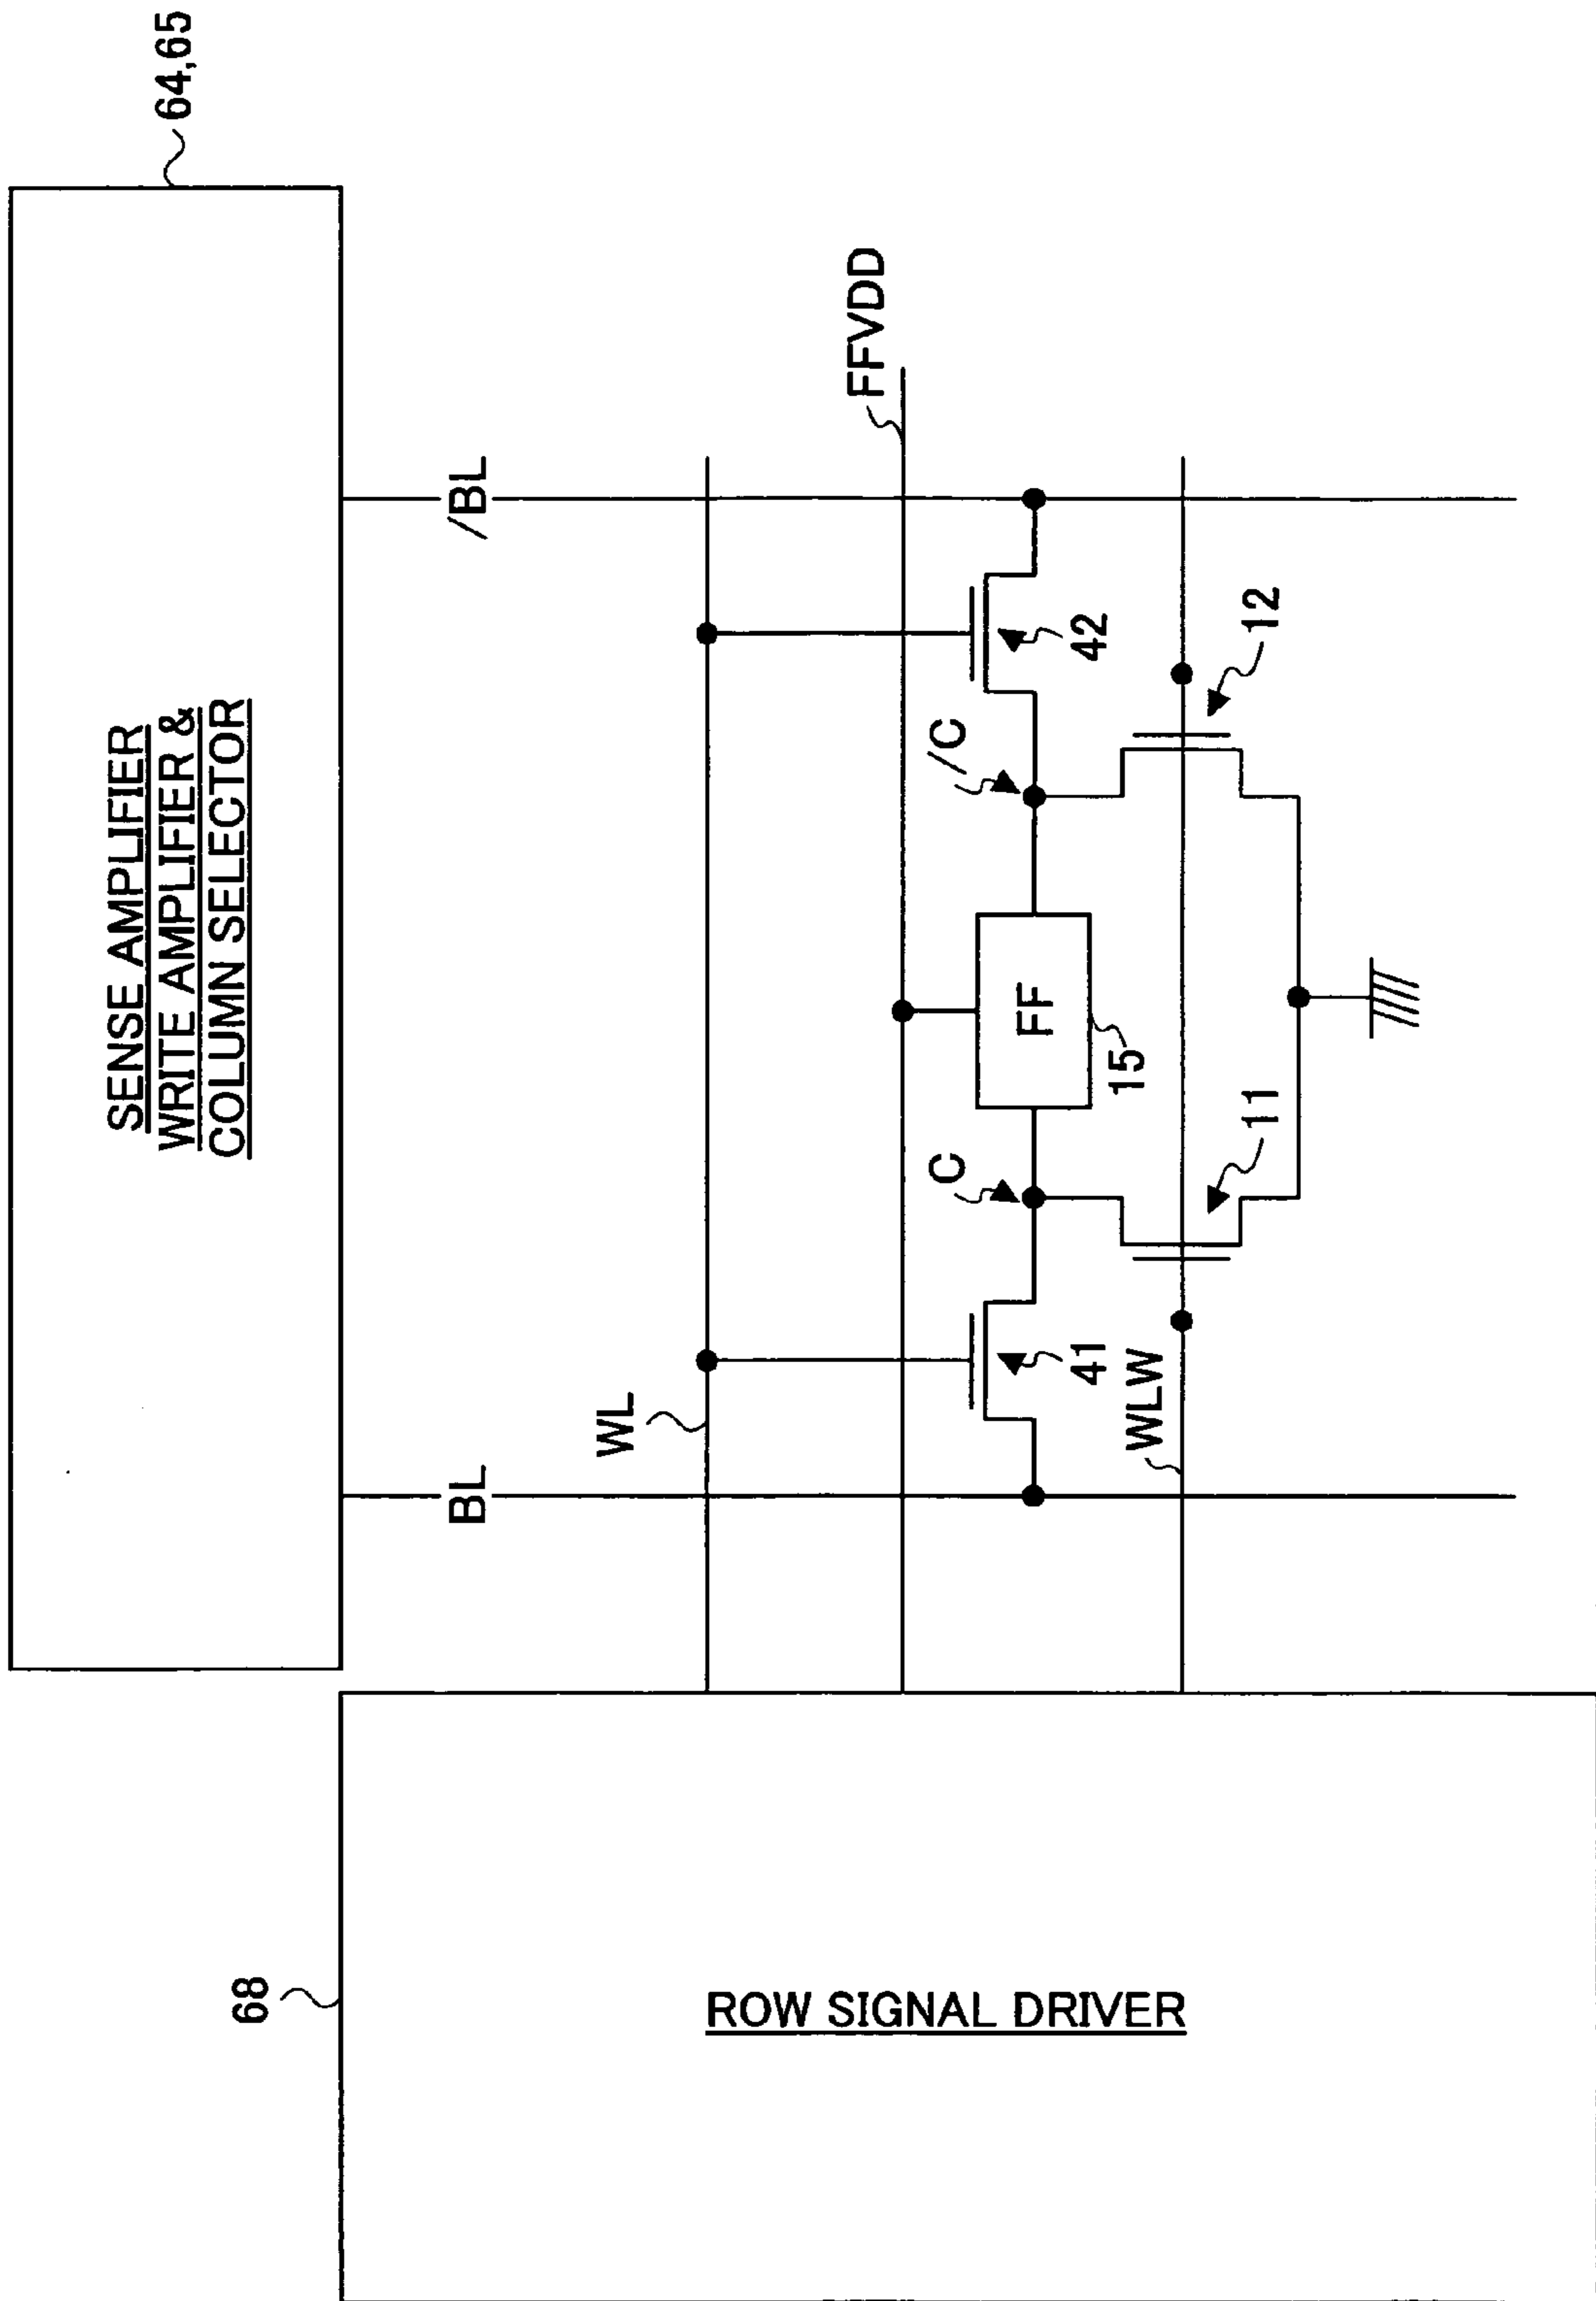 SENSE AMPLIFIER
WRITE AMPLIFIER &
COLUMN SELECTOR
64,65
68
ROW SIGNAL DRIVER
BL
/BL
WL
FFVDD
41
42
C
/C
FF
15
WLW
11
12